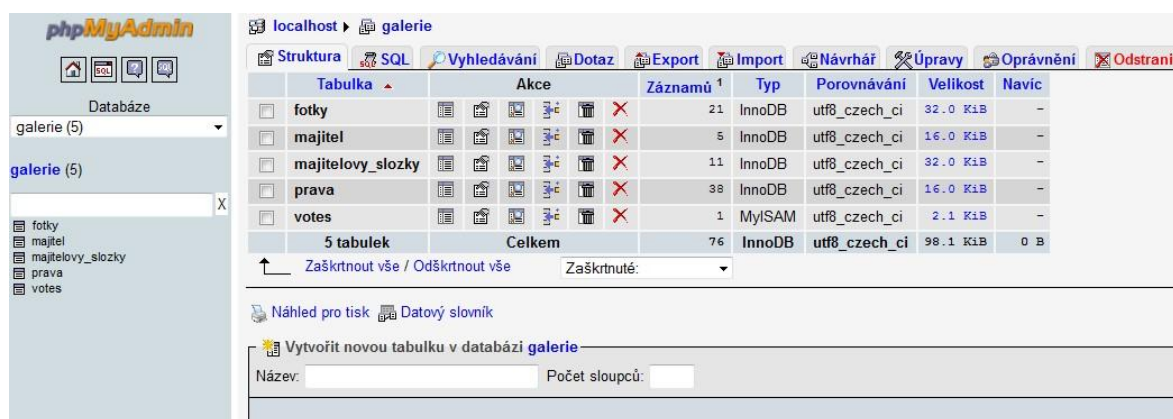 phpMyAdmin
SQL
Databáze
galerie (5)
galerie (5)
X
fotky
majitel
majitelovy_slozky
prava
votes
localhost galerie
Struktura SQL Vyhledávání Dotaz Export Import Návrhář Úpravy Oprávnění Odstrani
Tabulka Akce Záznamů 1 Typ Porovnávání Velikost Navíc
fotky 21 InnoDB utf8_czech_ci 32.0 KiB -
majitel 5 InnoDB utf8_czech_ci 16.0 KiB -
majitelovy_slozky 11 InnoDB utf8_czech_ci 32.0 KiB -
prava 38 InnoDB utf8_czech_ci 16.0 KiB -
votes 1 MyISAM utf8_czech_ci 2.1 KiB -
5 tabulek Celkem 76 InnoDB utf8_czech_ci 98.1 KiB 0 B
Zaškrtnout vše / Odškrtnout vše Zaškrtnuté:
Náhled pro tisk Datový slovník
Vytvořit novou tabulku v databázi galerie
Název: Počet sloupců: